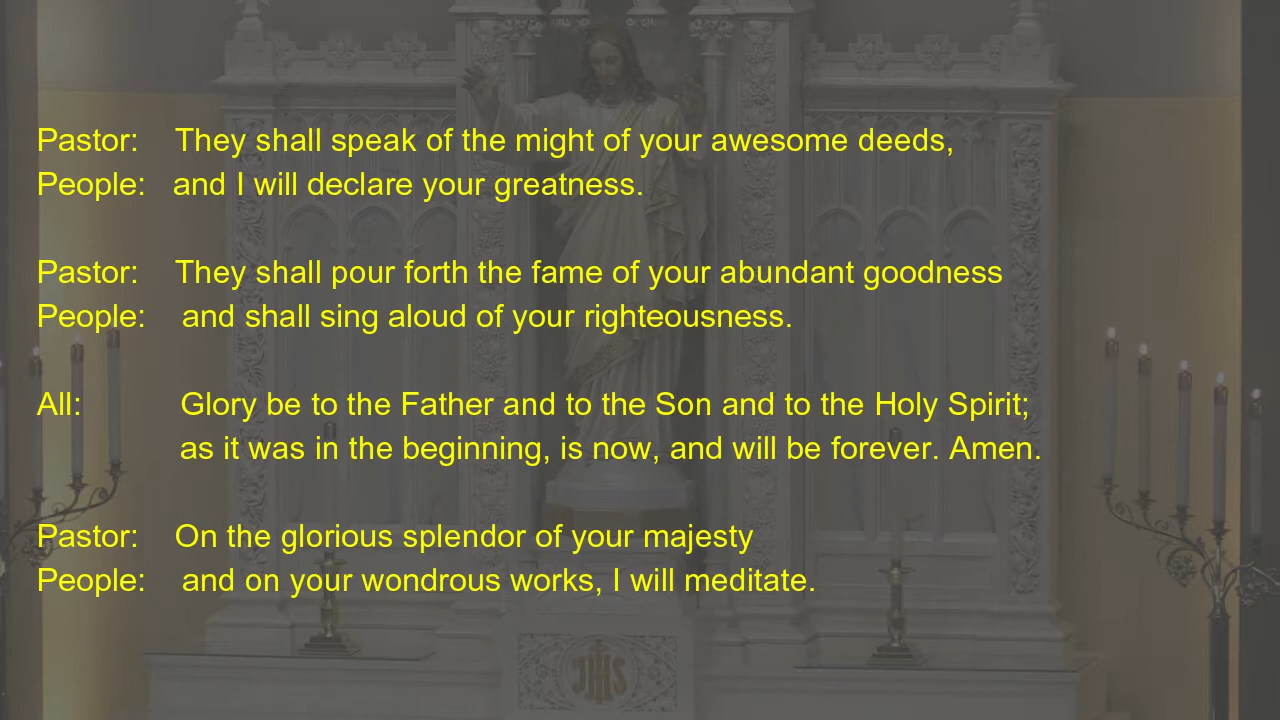 Pastor: They shall speak of the might of your awesome deeds,
People: and I will declare your greatness.
Pastor: They shall pour forth the fame of your abundant goodness
People: and shall sing aloud of your righteousness.
All: Glory be to the Father and to the Son and to the Holy Spirit;
as it was in the beginning, is now, and will be forever. Amen.
Pastor: On the glorious splendor of your majesty
People: and on your wondrous works, I will meditate.
JHS